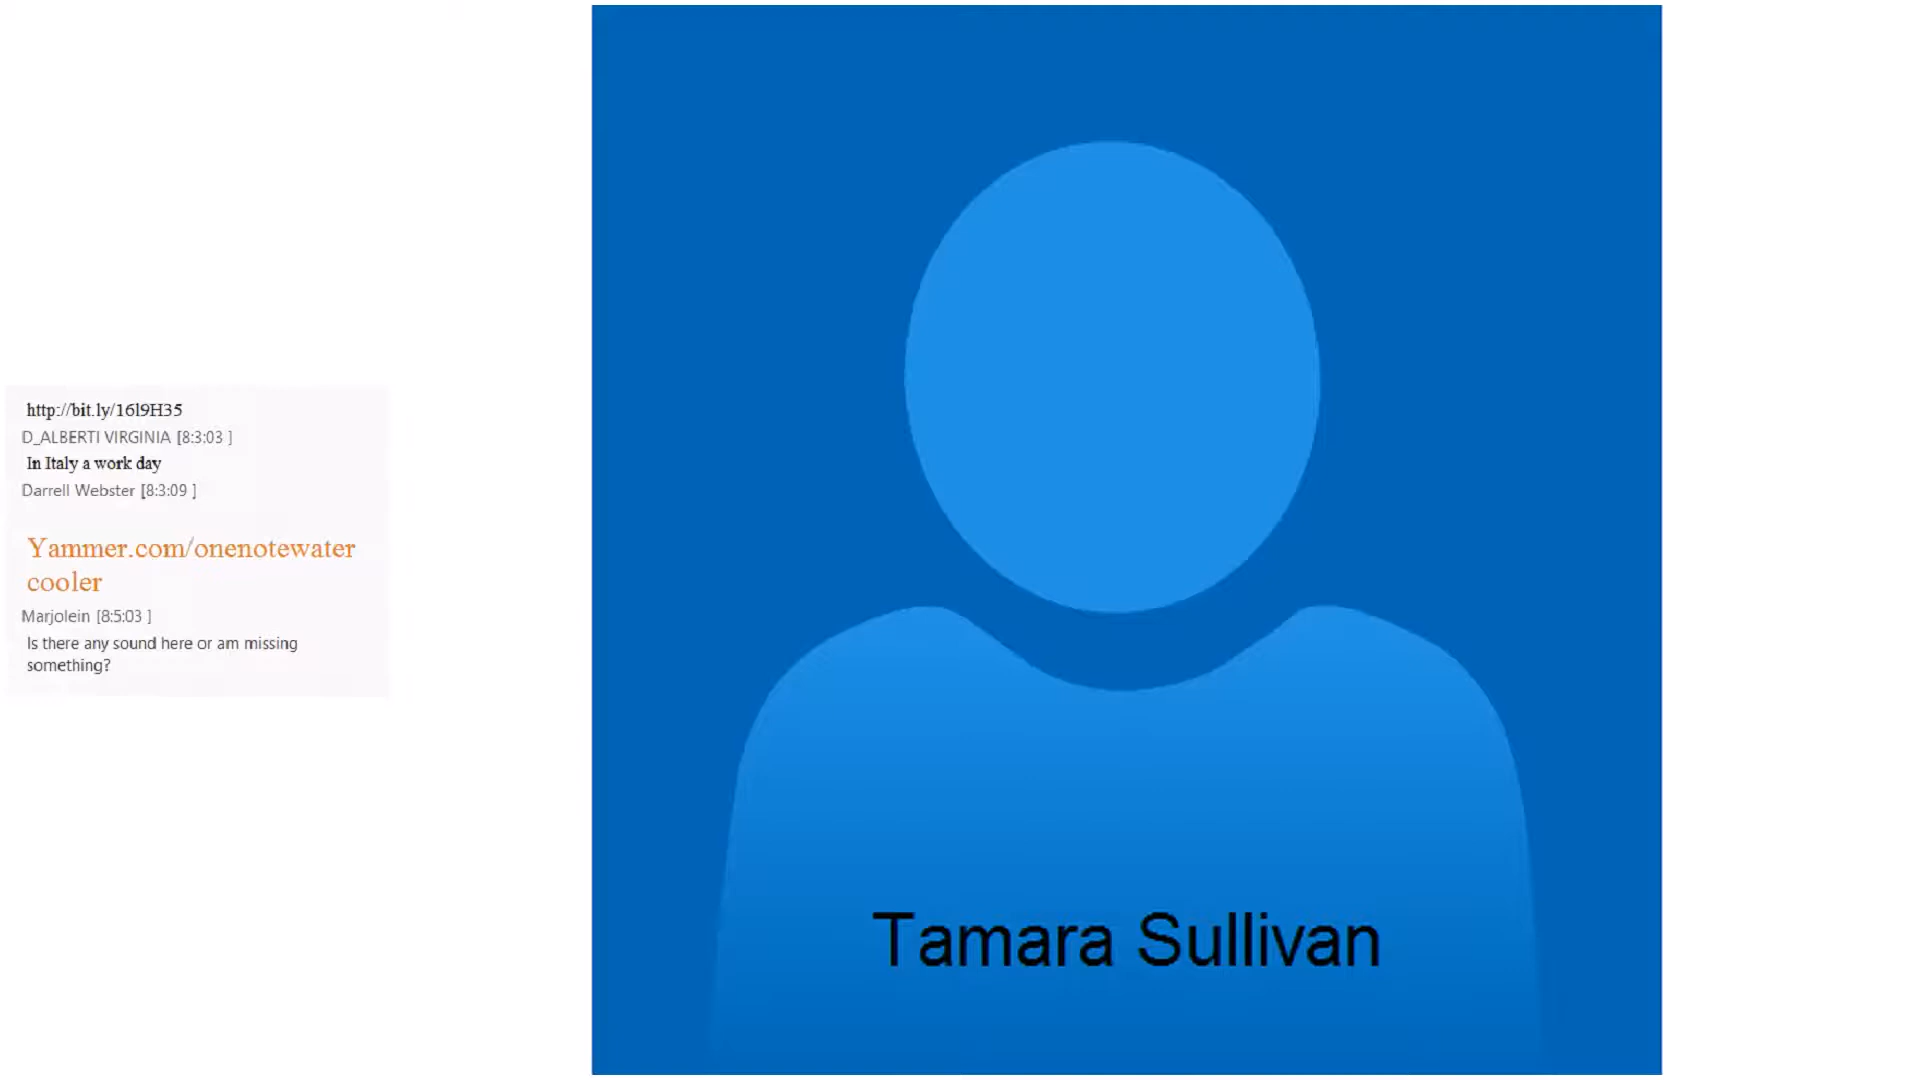 http://bit.ly/16l9H35
D_ALBERTI VIRGINIA [8:3:03 ]
In Italy a work day
Darrell Webster [8:3:09 ]
Yammer.com/onenotewater
cooler
Marjolein [8:5:03 ]
Is there any sound here or am missing
something?
Tamara Sullivan